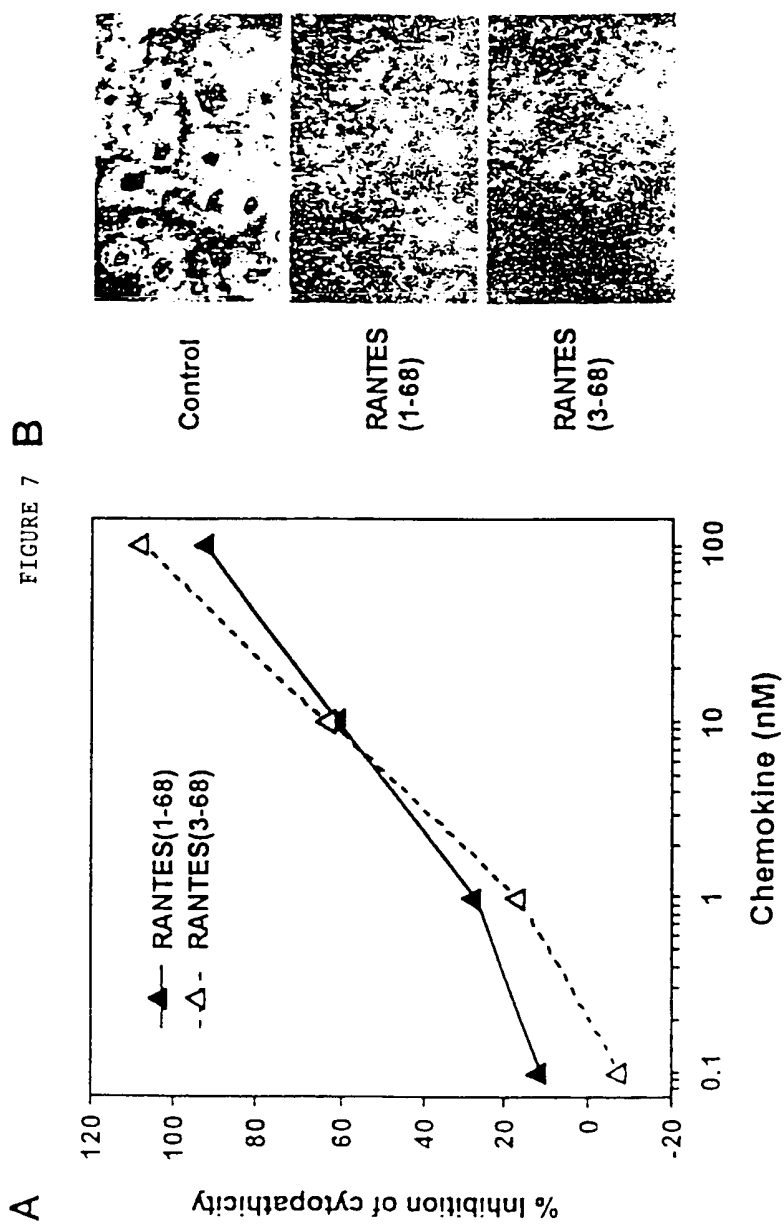 FIGURE 7
A
% Inhibition of cytopathicity
120
100
80
60
40
20
0
-20
RANTES(1-68)
RANTES(3-68)
0.1
1
10
100
Chemokine (nM)
B
Control
RANTES
(1-68)
RANTES
(3-68)